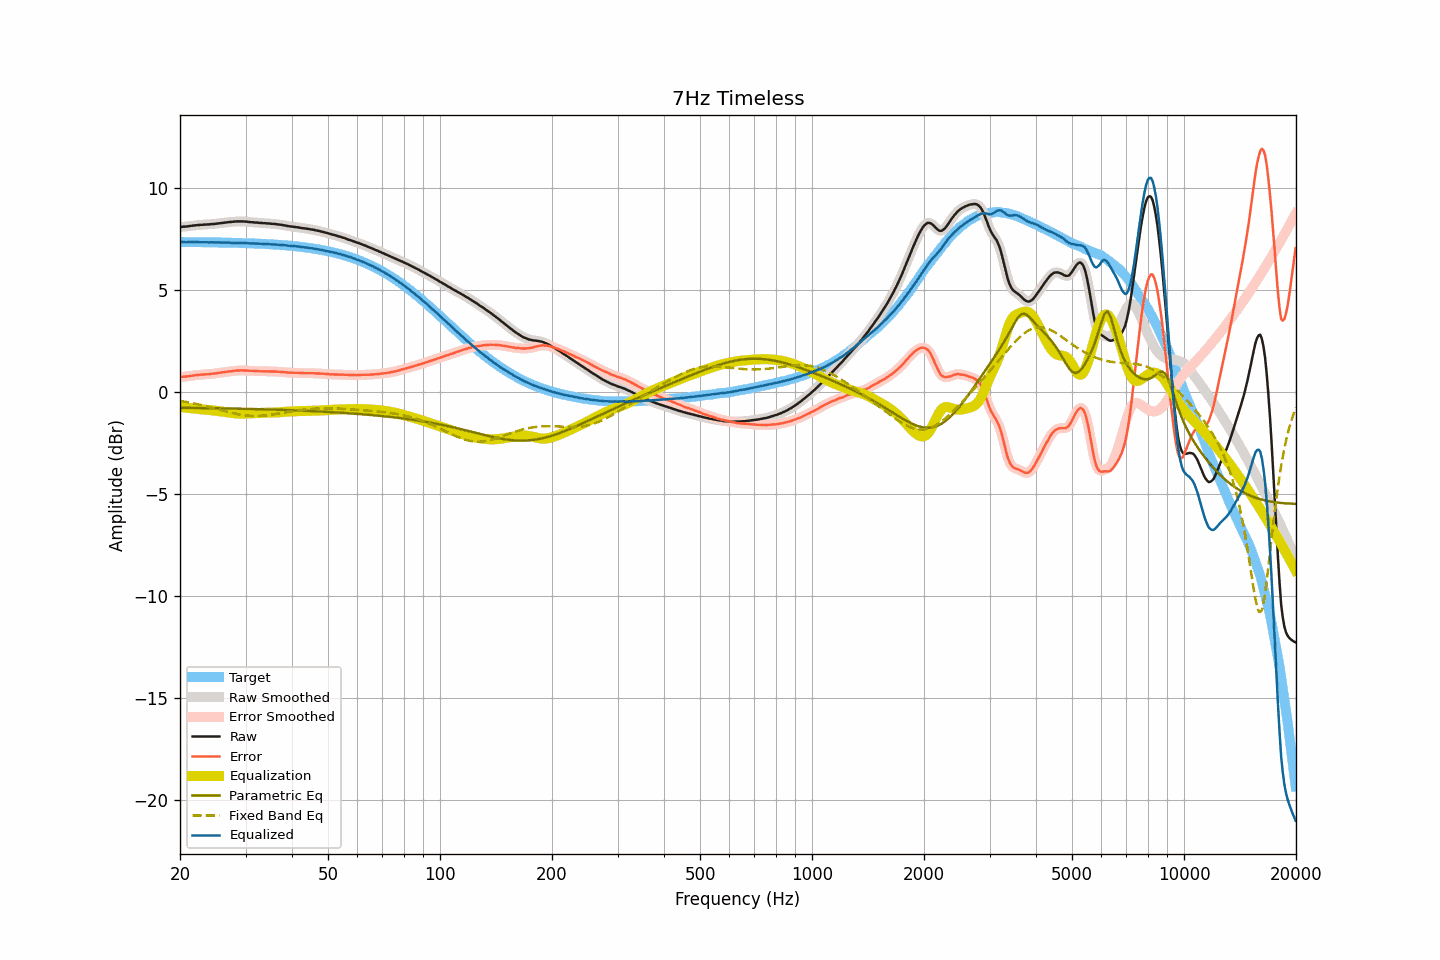 7Hz Timeless
10
5
0
−5
−10
−15
−20
Amplitude (dBr)
Target
Raw Smoothed
Error Smoothed
Raw
Error
Equalization
Parametric Eq
Fixed Band Eq
Equalized
20 50 100 200 500 1000 2000 5000 10000 20000
Frequency (Hz)